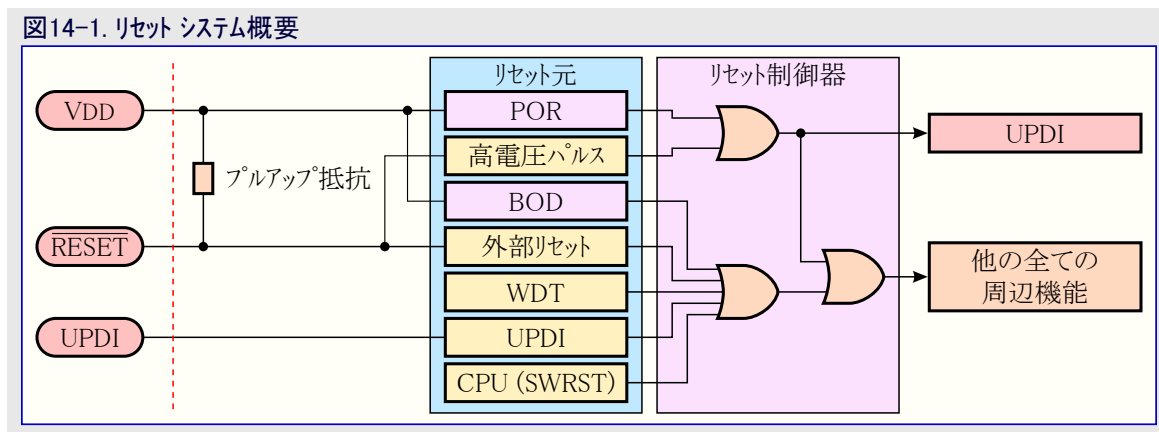 図14-1. リセット システム概要
リセット元
リセット制御器
VDD
POR
UPDI
高電圧パルス
プルアップ抵抗
BOD
RESET
外部リセット
他の全ての
周辺機能
WDT
UPDI
UPDI
CPU (SWRST)